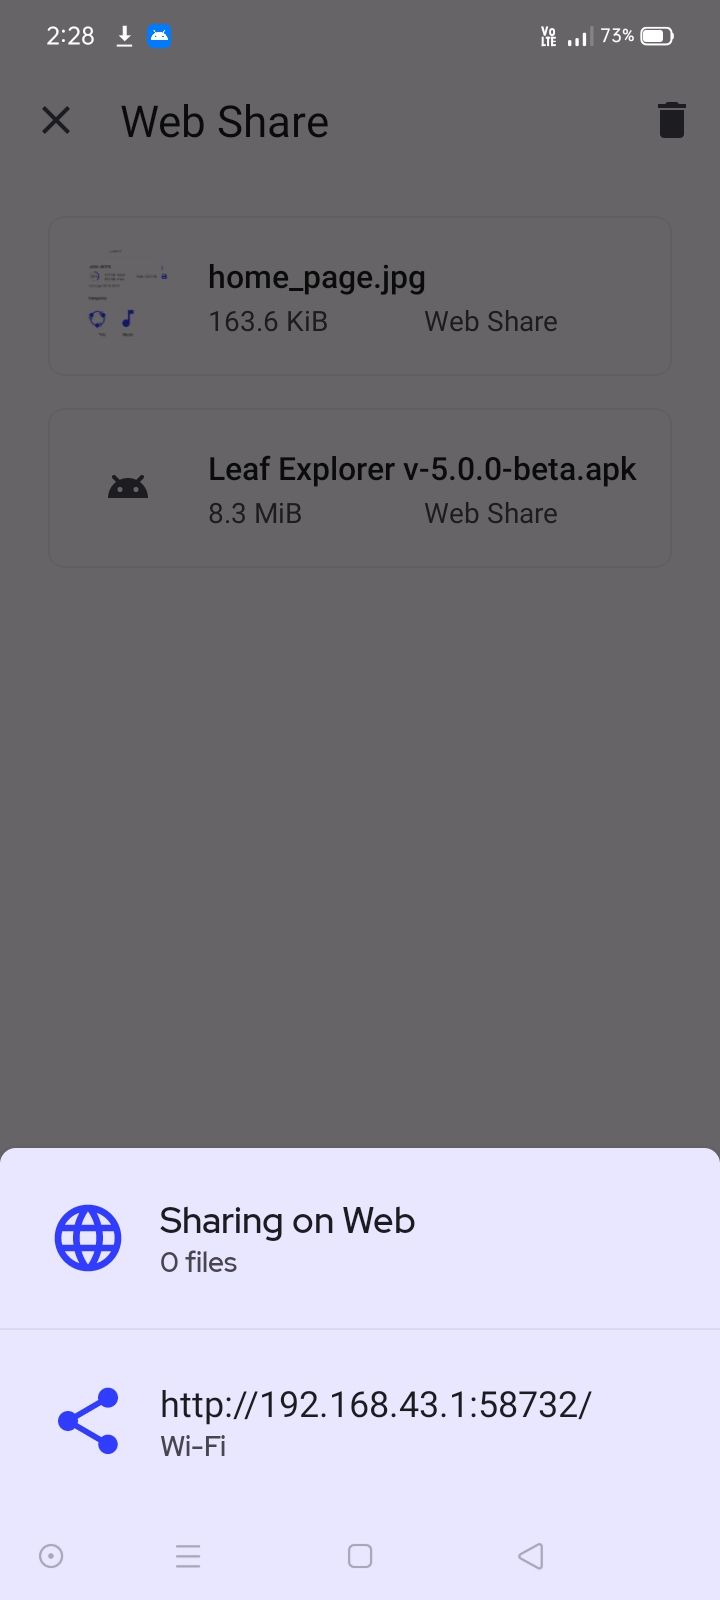 2:28
Vo LTE 73%
Web Share
home_page.jpg
163.6 KiB Web Share
Leaf Explorer v-5.0.0-beta.apk
8.3 MiB Web Share
Sharing on Web
0 files
http://192.168.43.1:58732/
Wi-Fi